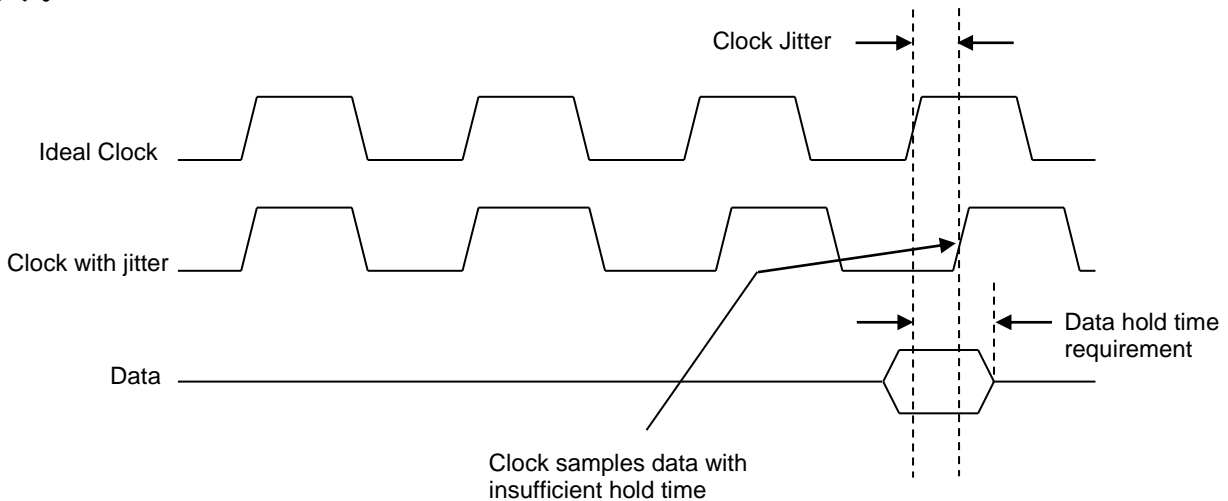 Clock Jitter
Ideal Clock
Clock with jitter
Data hold time
requirement
Data
Clock samples data with
insufficient hold time